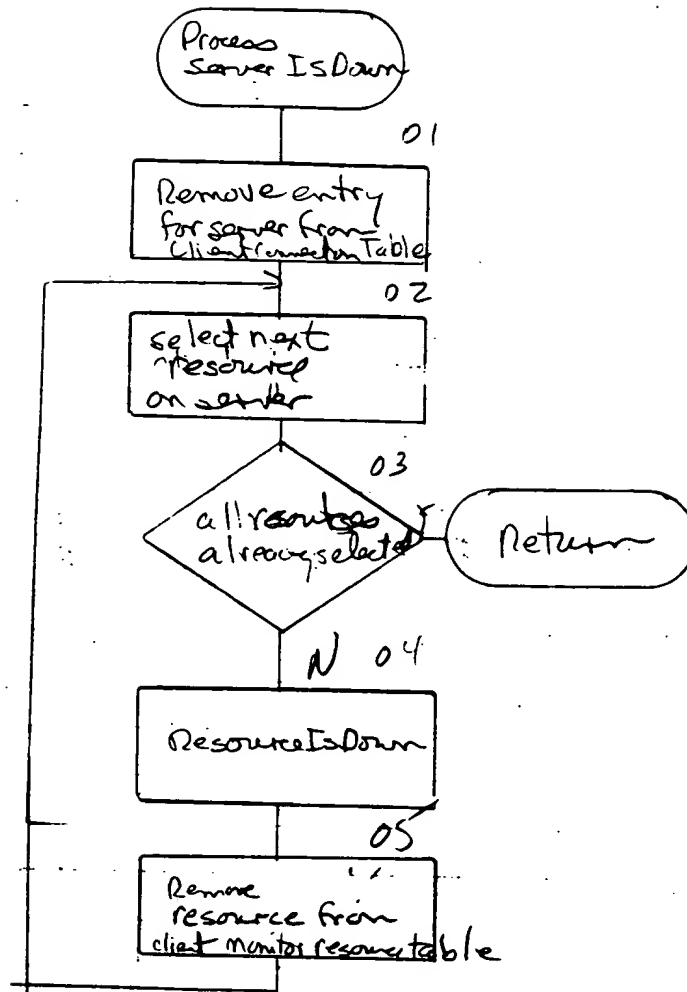 Process
server IsDown
01
Remove entry
for server from
ClientConnectionTable
02
select next
resource
on server
03
all resources
already selected
Y
Return
N 04
ResourceIsDown
05
Remove
resource from
client monitor resource table